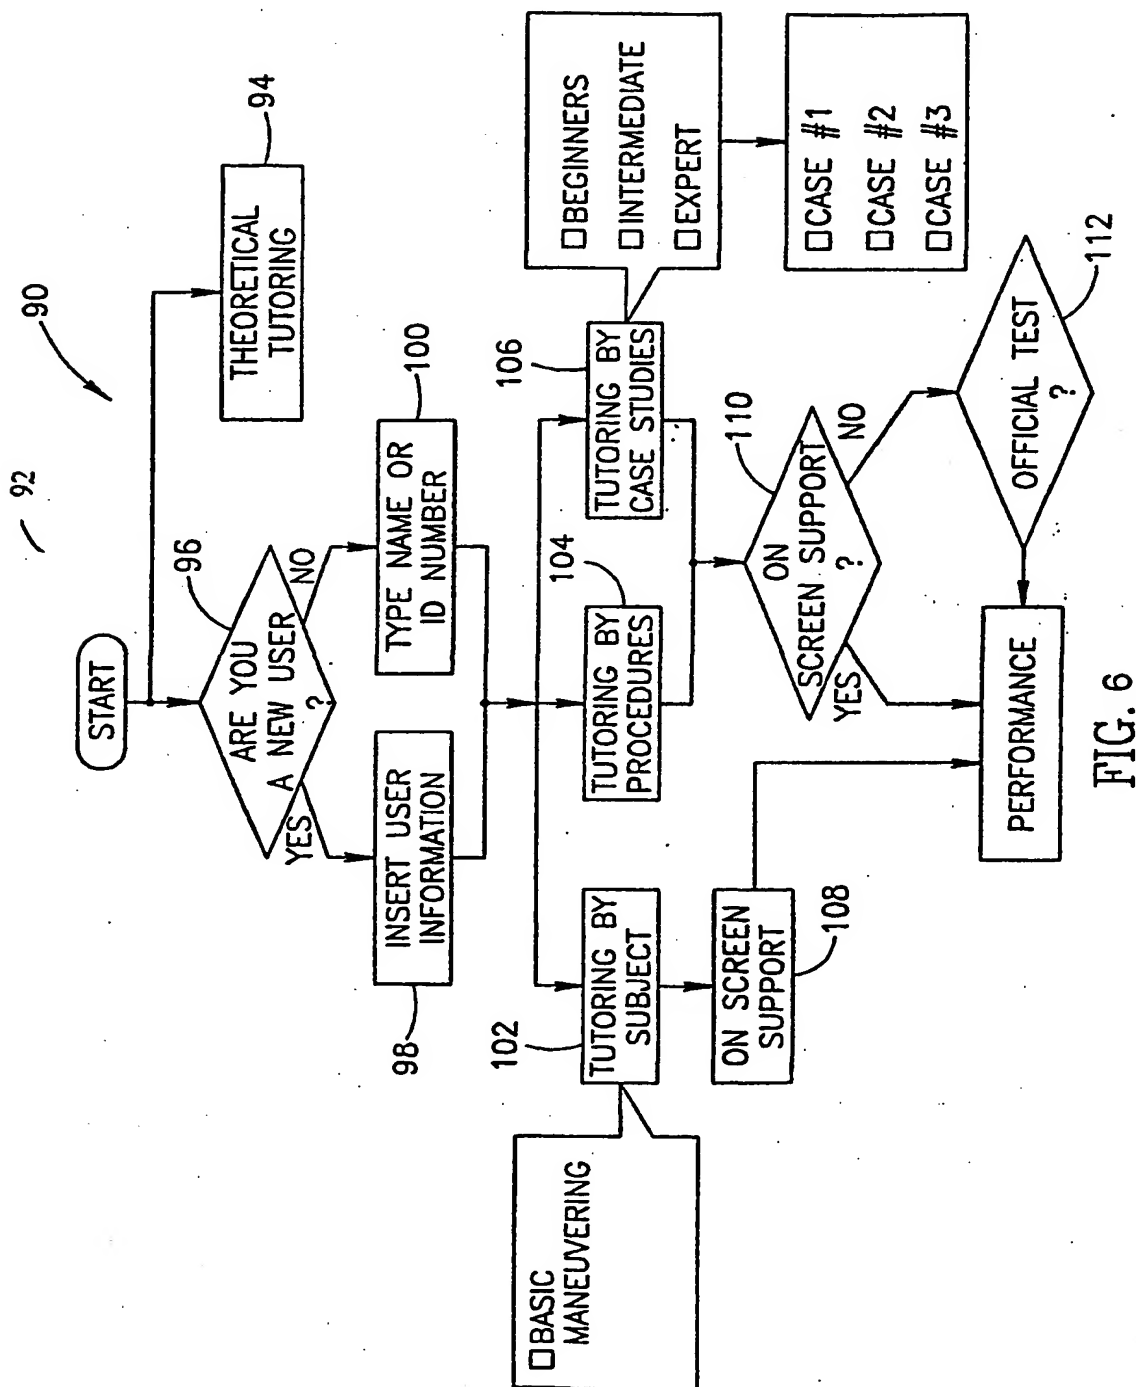 92
90
START
94
THEORETICAL
TUTORING
96
ARE YOU
A NEW USER
?
YES
NO
98
INSERT USER
INFORMATION
100
TYPE NAME OR
ID NUMBER
102
TUTORING BY
SUBJECT
104
TUTORING BY
PROCEDURES
106
TUTORING BY
CASE STUDIES
BASIC
MANEUVERING
BEGINNERS
INTERMEDIATE
EXPERT
CASE #1
CASE #2
CASE #3
ON SCREEN
SUPPORT
108
110
ON
SCREEN SUPPORT
?
YES
NO
OFFICIAL TEST
?
112
PERFORMANCE
FIG. 6